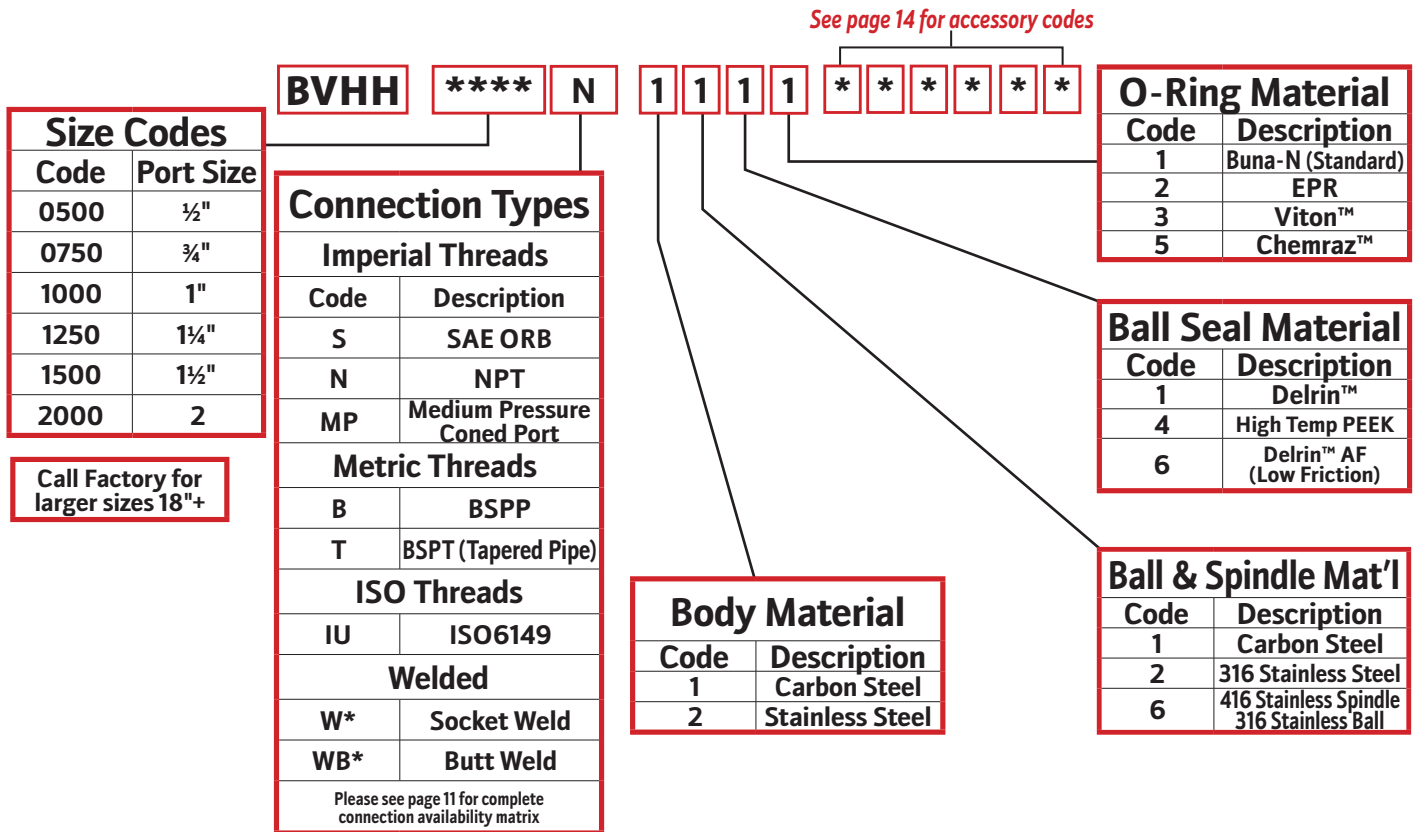 See page 14 for accessory codes
BVHH **** N 1 1 1 1 * * * * * *
Size Codes
Code Port Size
0500 ½"
0750 ¾"
1000 1"
1250 1¼"
1500 1½"
2000 2
Call Factory for
larger sizes 18"+
Connection Types
Imperial Threads
Code Description
S SAE ORB
N NPT
MP Medium Pressure
Coned Port
Metric Threads
B BSPP
T BSPT (Tapered Pipe)
ISO Threads
IU ISO6149
Welded
W* Socket Weld
WB* Butt Weld
Please see page 11 for complete
connection availability matrix
Body Material
Code Description
1 Carbon Steel
2 Stainless Steel
O-Ring Material
Code Description
1 Buna-N (Standard)
2 EPR
3 Viton™
5 Chemraz™
Ball Seal Material
Code Description
1 Delrin™
4 High Temp PEEK
6 Delrin™ AF
(Low Friction)
Ball & Spindle Mat'l
Code Description
1 Carbon Steel
2 316 Stainless Steel
6 416 Stainless Spindle
316 Stainless Ball